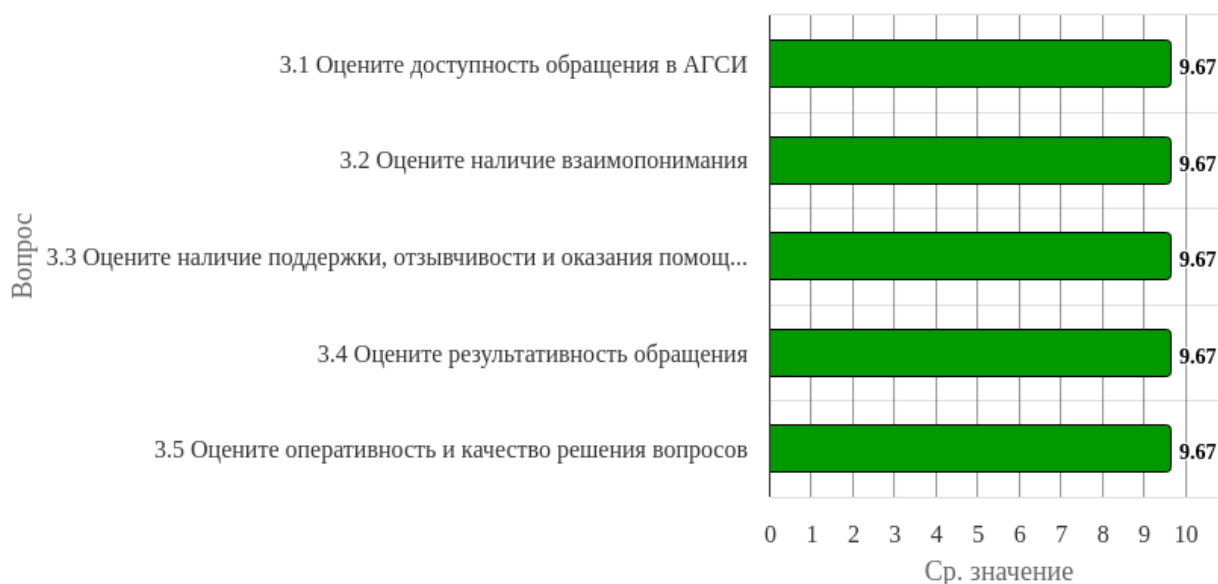 3.1 Оцените доступность обращения в АГСИ
9.67
3.2 Оцените наличие взаимопонимания
9.67
Вопрос
3.3 Оцените наличие поддержки, отзывчивости и оказания помощ...
9.67
3.4 Оцените результативность обращения
9.67
3.5 Оцените оперативность и качество решения вопросов
9.67
0 1 2 3 4 5 6 7 8 9 10
Ср. значение